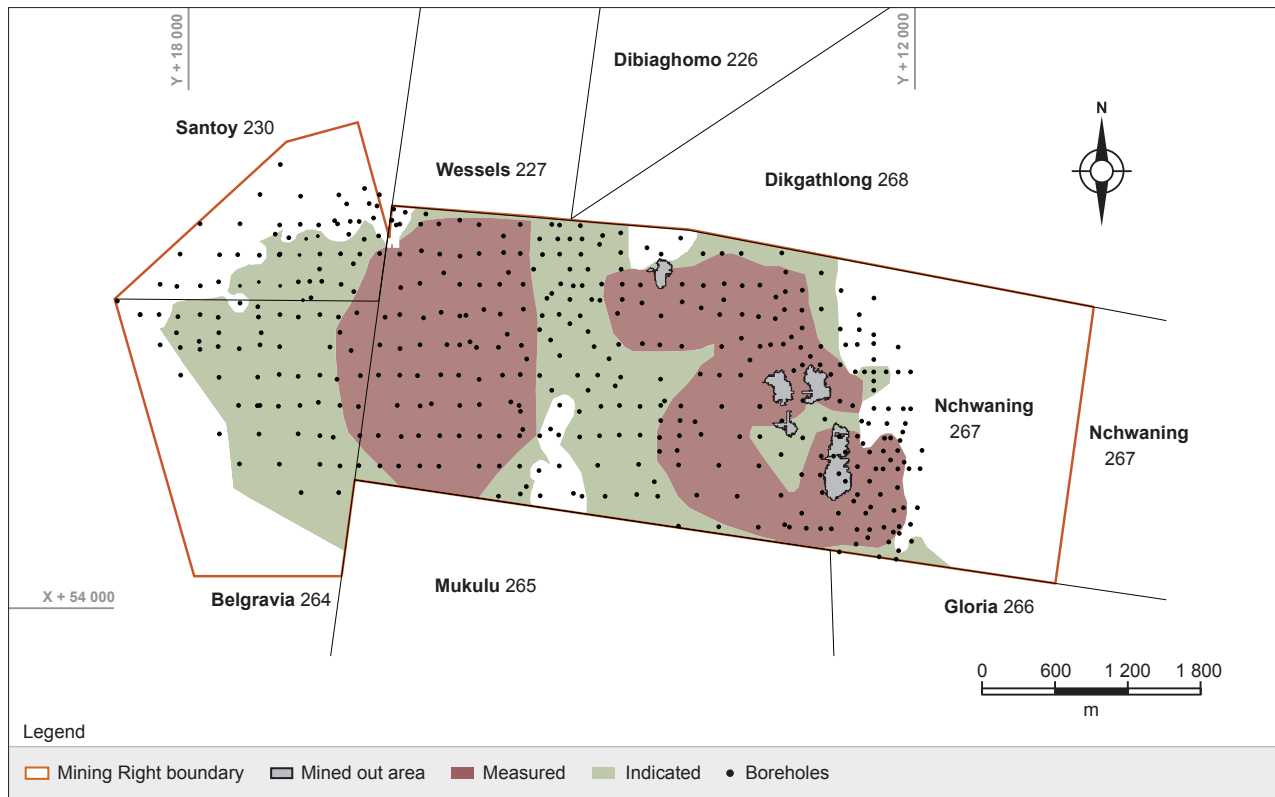 Y + 18 000
Y + 12 000
Dibiaghomo 226
N
Santoy 230
Wessels 227
Dikgathlong 268
Nchwaning
267
Nchwaning
267
Mukulu 265
X + 54 000
Belgravia 264
Gloria 266
0 600 1 200 1 800
m
Legend
Mining Right boundary Mined out area Measured Indicated Boreholes